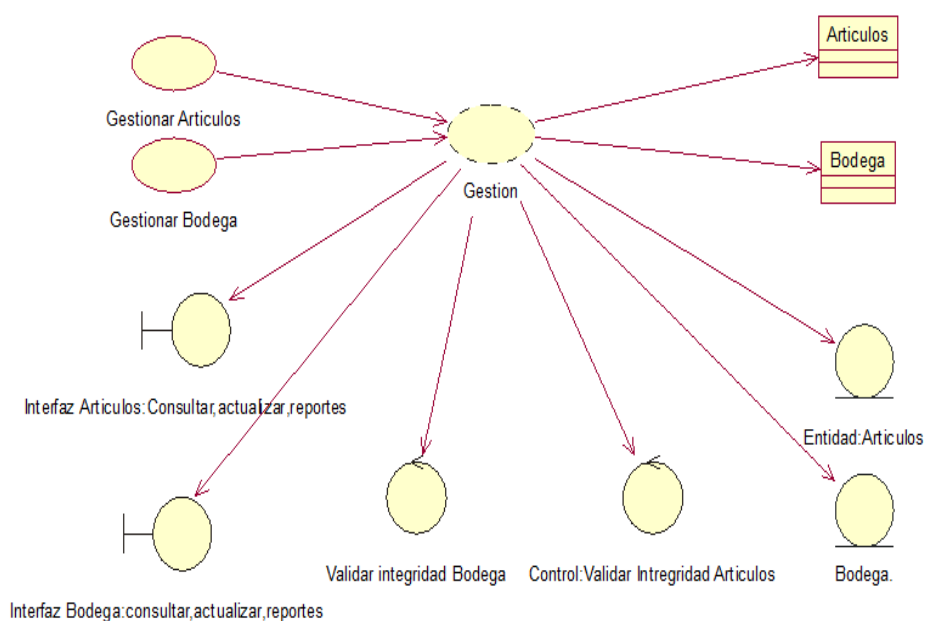 Articulos
Gestionar Articulos
Bodega
Gestion
Gestionar Bodega
Interfaz Articulos:Consultar,actualizar,reportes
Entidad:Articulos
Validar integridad Bodega
Control:Validar Intregridad Articulos
Bodega.
Interfaz Bodega:consultar,actualizar,reportes